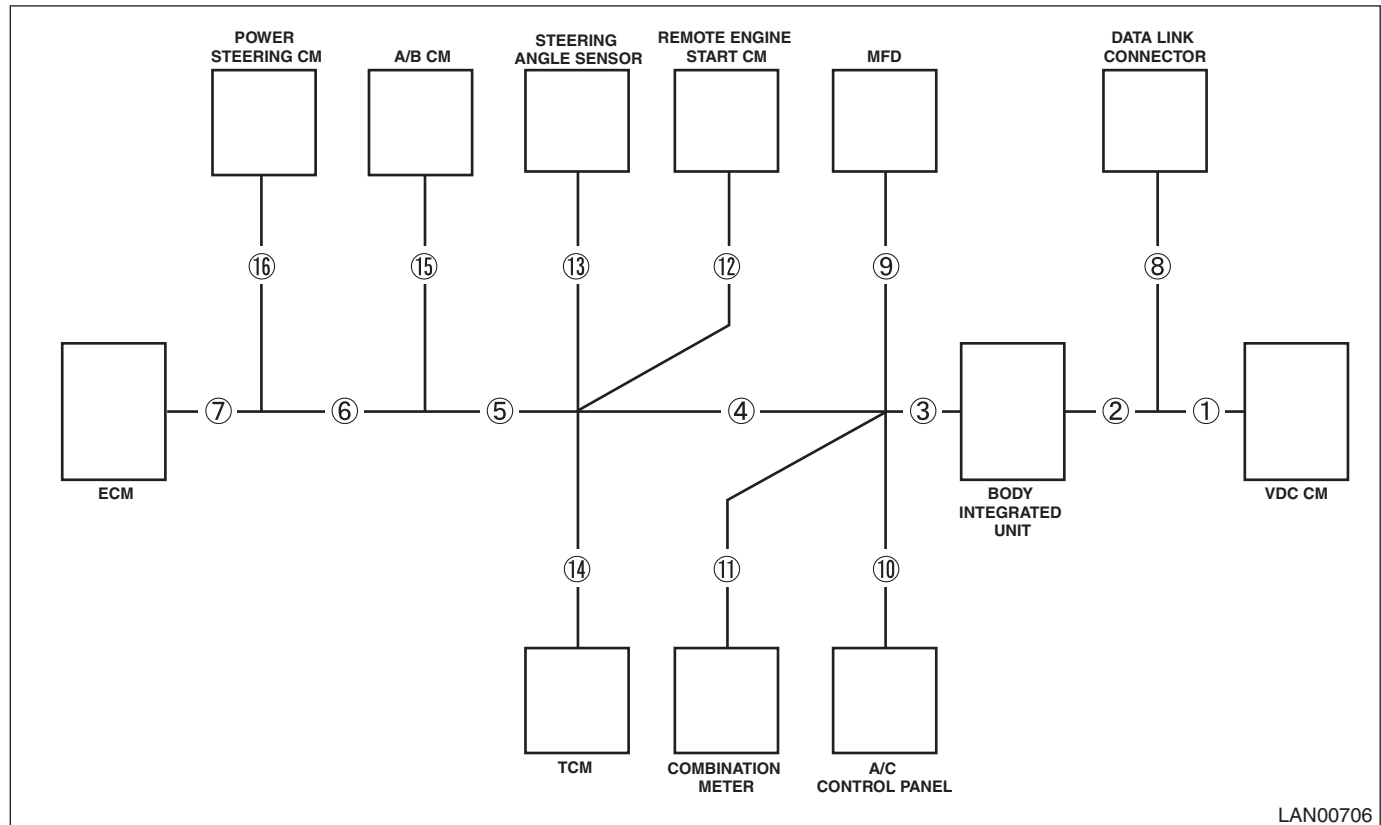 POWER
STEERING CM
A/B CM
STEERING
ANGLE SENSOR
REMOTE ENGINE
START CM
MFD
DATA LINK
CONNECTOR
⑯
⑮
⑬
⑫
⑨
⑧
⑦
⑥
⑤
④
③
②
①
ECM
BODY
INTEGRATED
UNIT
VDC CM
⑭
⑪
⑩
TCM
COMBINATION
METER
A/C
CONTROL PANEL
LAN00706